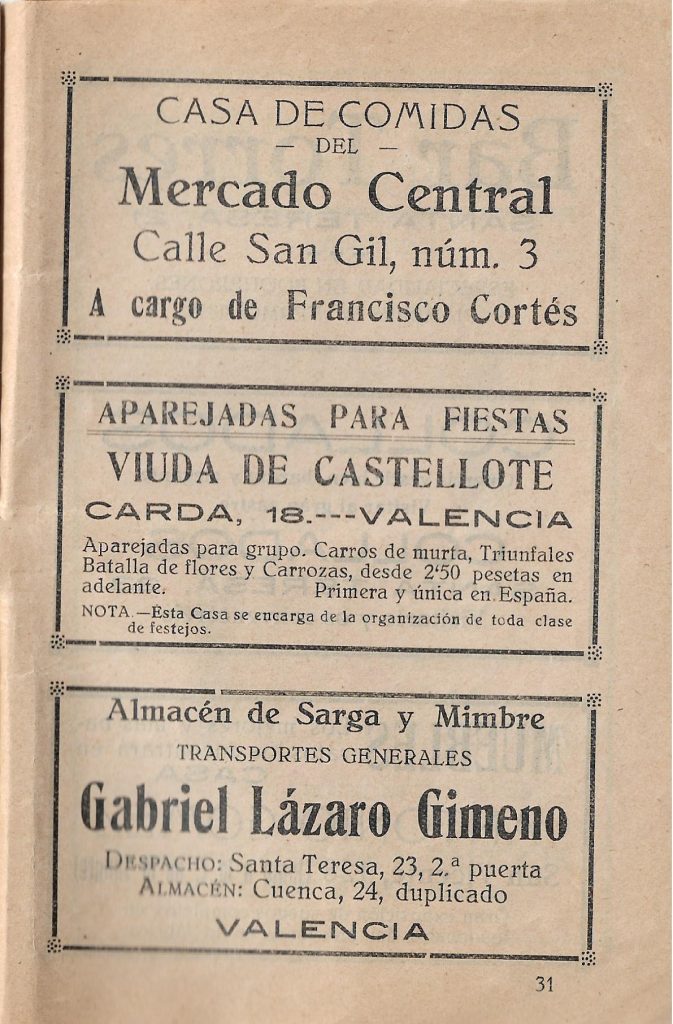 CASA DE COMIDAS
— DEL —
Mercado Central
Calle San Gil, núm. 3
A cargo de Francisco Cortés
APAREJADAS PARA FIESTAS
VIUDA DE CASTELLOTE
CARDA, 18.---VALENCIA
Aparejadas para grupo. Carros de murta, Triunfales
Batalla de flores y Carrozas, desde 2'50 pesetas en
adelante. Primera y única en España.
NOTA.—Esta Casa se encarga de la organización de toda clase
de festejos.
Almacén de Sarga y Mimbre
TRANSPORTES GENERALES
Gabriel Lázaro Gimeno
DESPACHO: Santa Teresa, 23, 2.ª puerta
ALMACÉN: Cuenca, 24, duplicado
VALENCIA
31